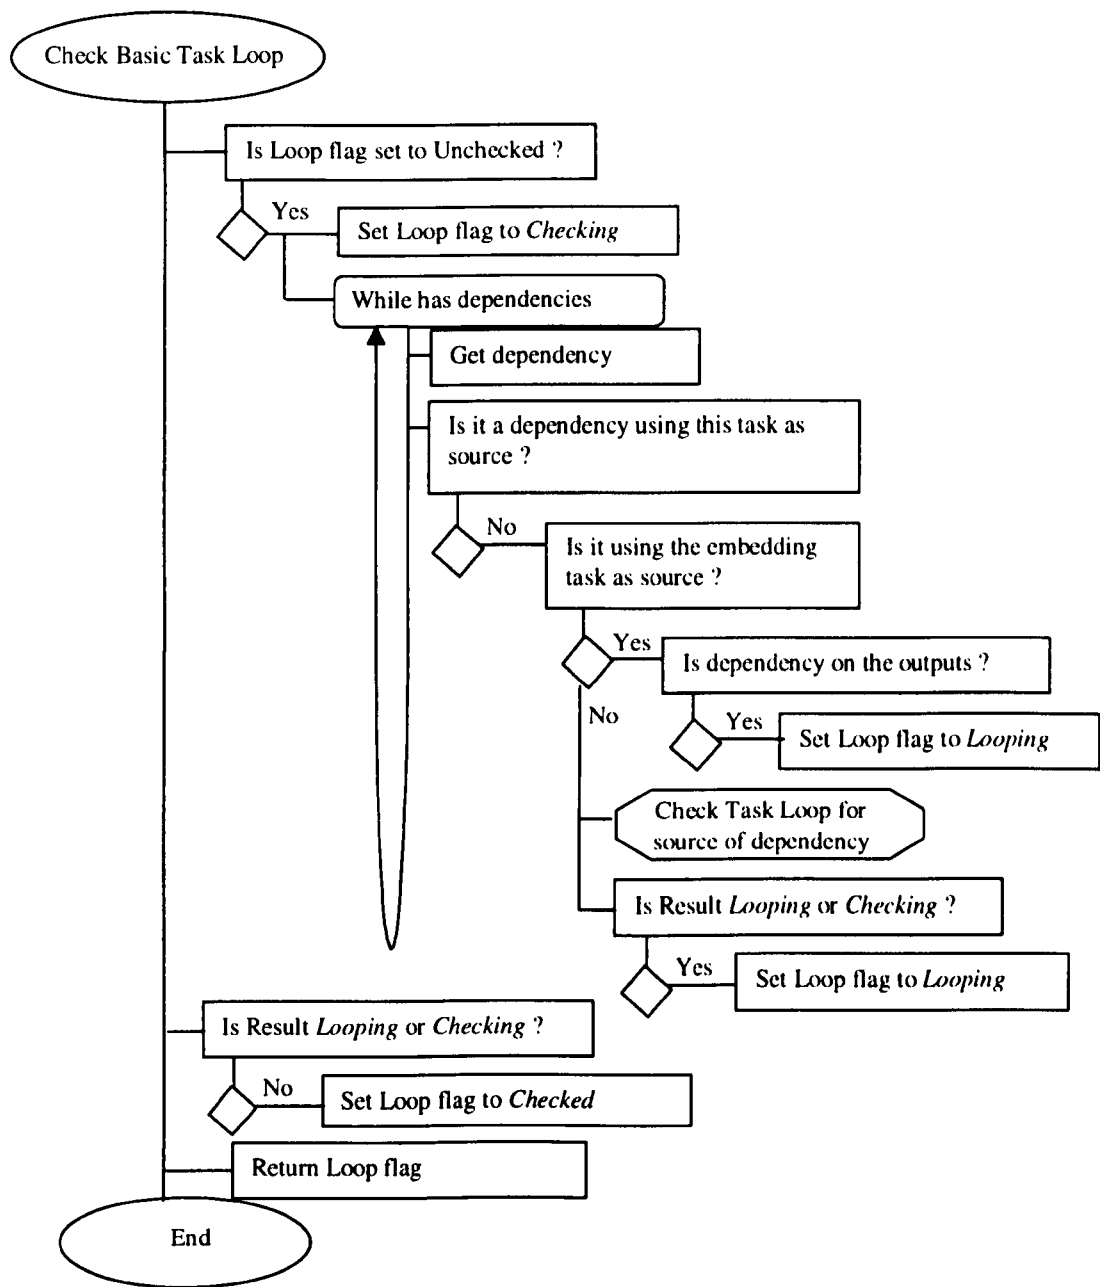 Check Basic Task Loop
Is Loop flag set to Unchecked ?
Yes
Set Loop flag to Checking
While has dependencies
Get dependency
Is it a dependency using this task as
source ?
No
Is it using the embedding
task as source ?
Yes
Is dependency on the outputs ?
No
Yes
Set Loop flag to Looping
Check Task Loop for
source of dependency
Is Result Looping or Checking ?
Yes
Set Loop flag to Looping
Is Result Looping or Checking ?
No
Set Loop flag to Checked
Return Loop flag
End